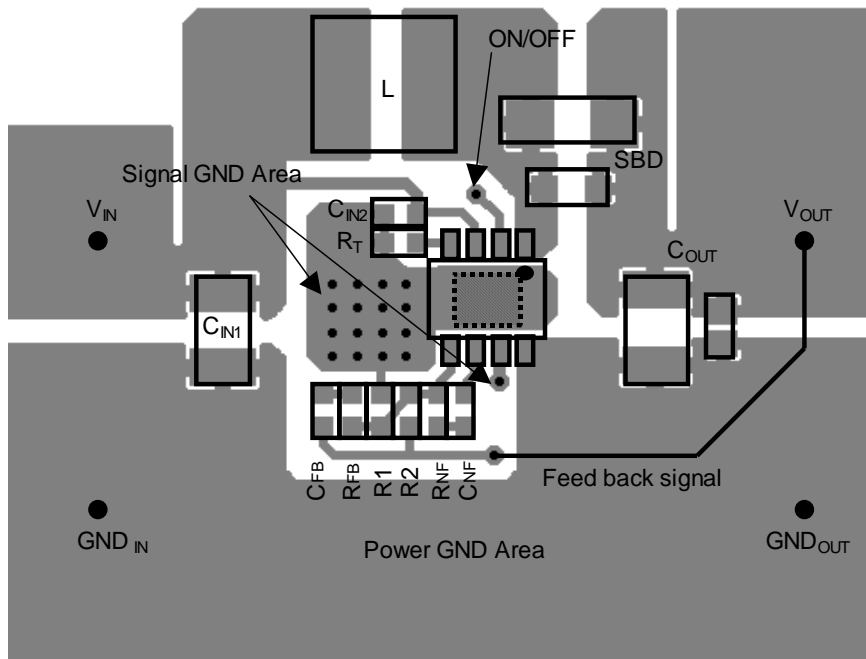 ON/OFF
L
SBD
Signal GND Area
CIN2
RT
VIN
VOUT
COUT
CIN1
CFB
RFB
R1
R2
RNF
CNF
Feed back signal
GND IN
Power GND Area
GNDOUT